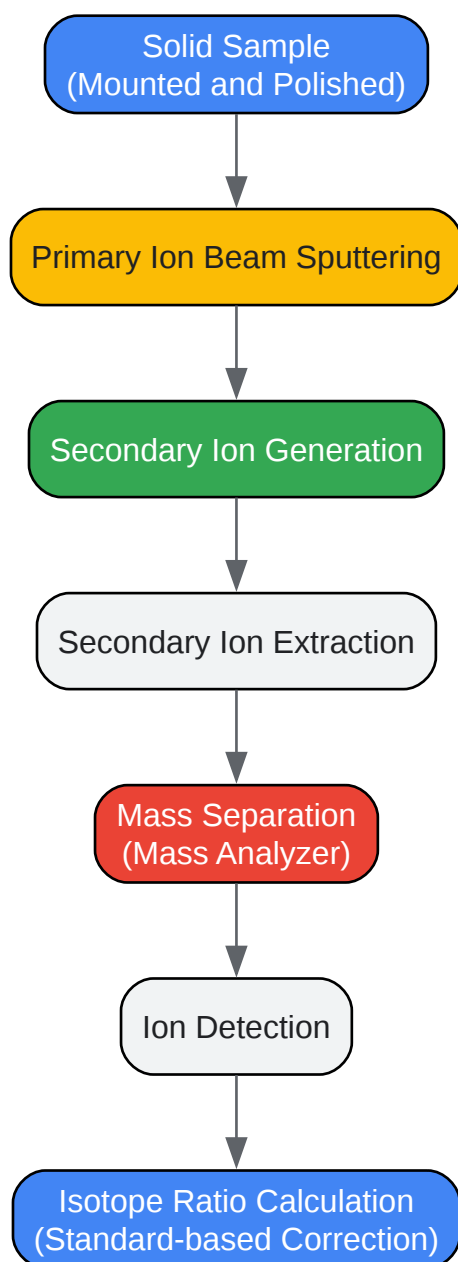 Solid Sample
(Mounted and Polished)
Primary Ion Beam Sputtering
Secondary Ion Generation
Secondary Ion Extraction
Mass Separation
(Mass Analyzer)
Ion Detection
Isotope Ratio Calculation
(Standard-based Correction)